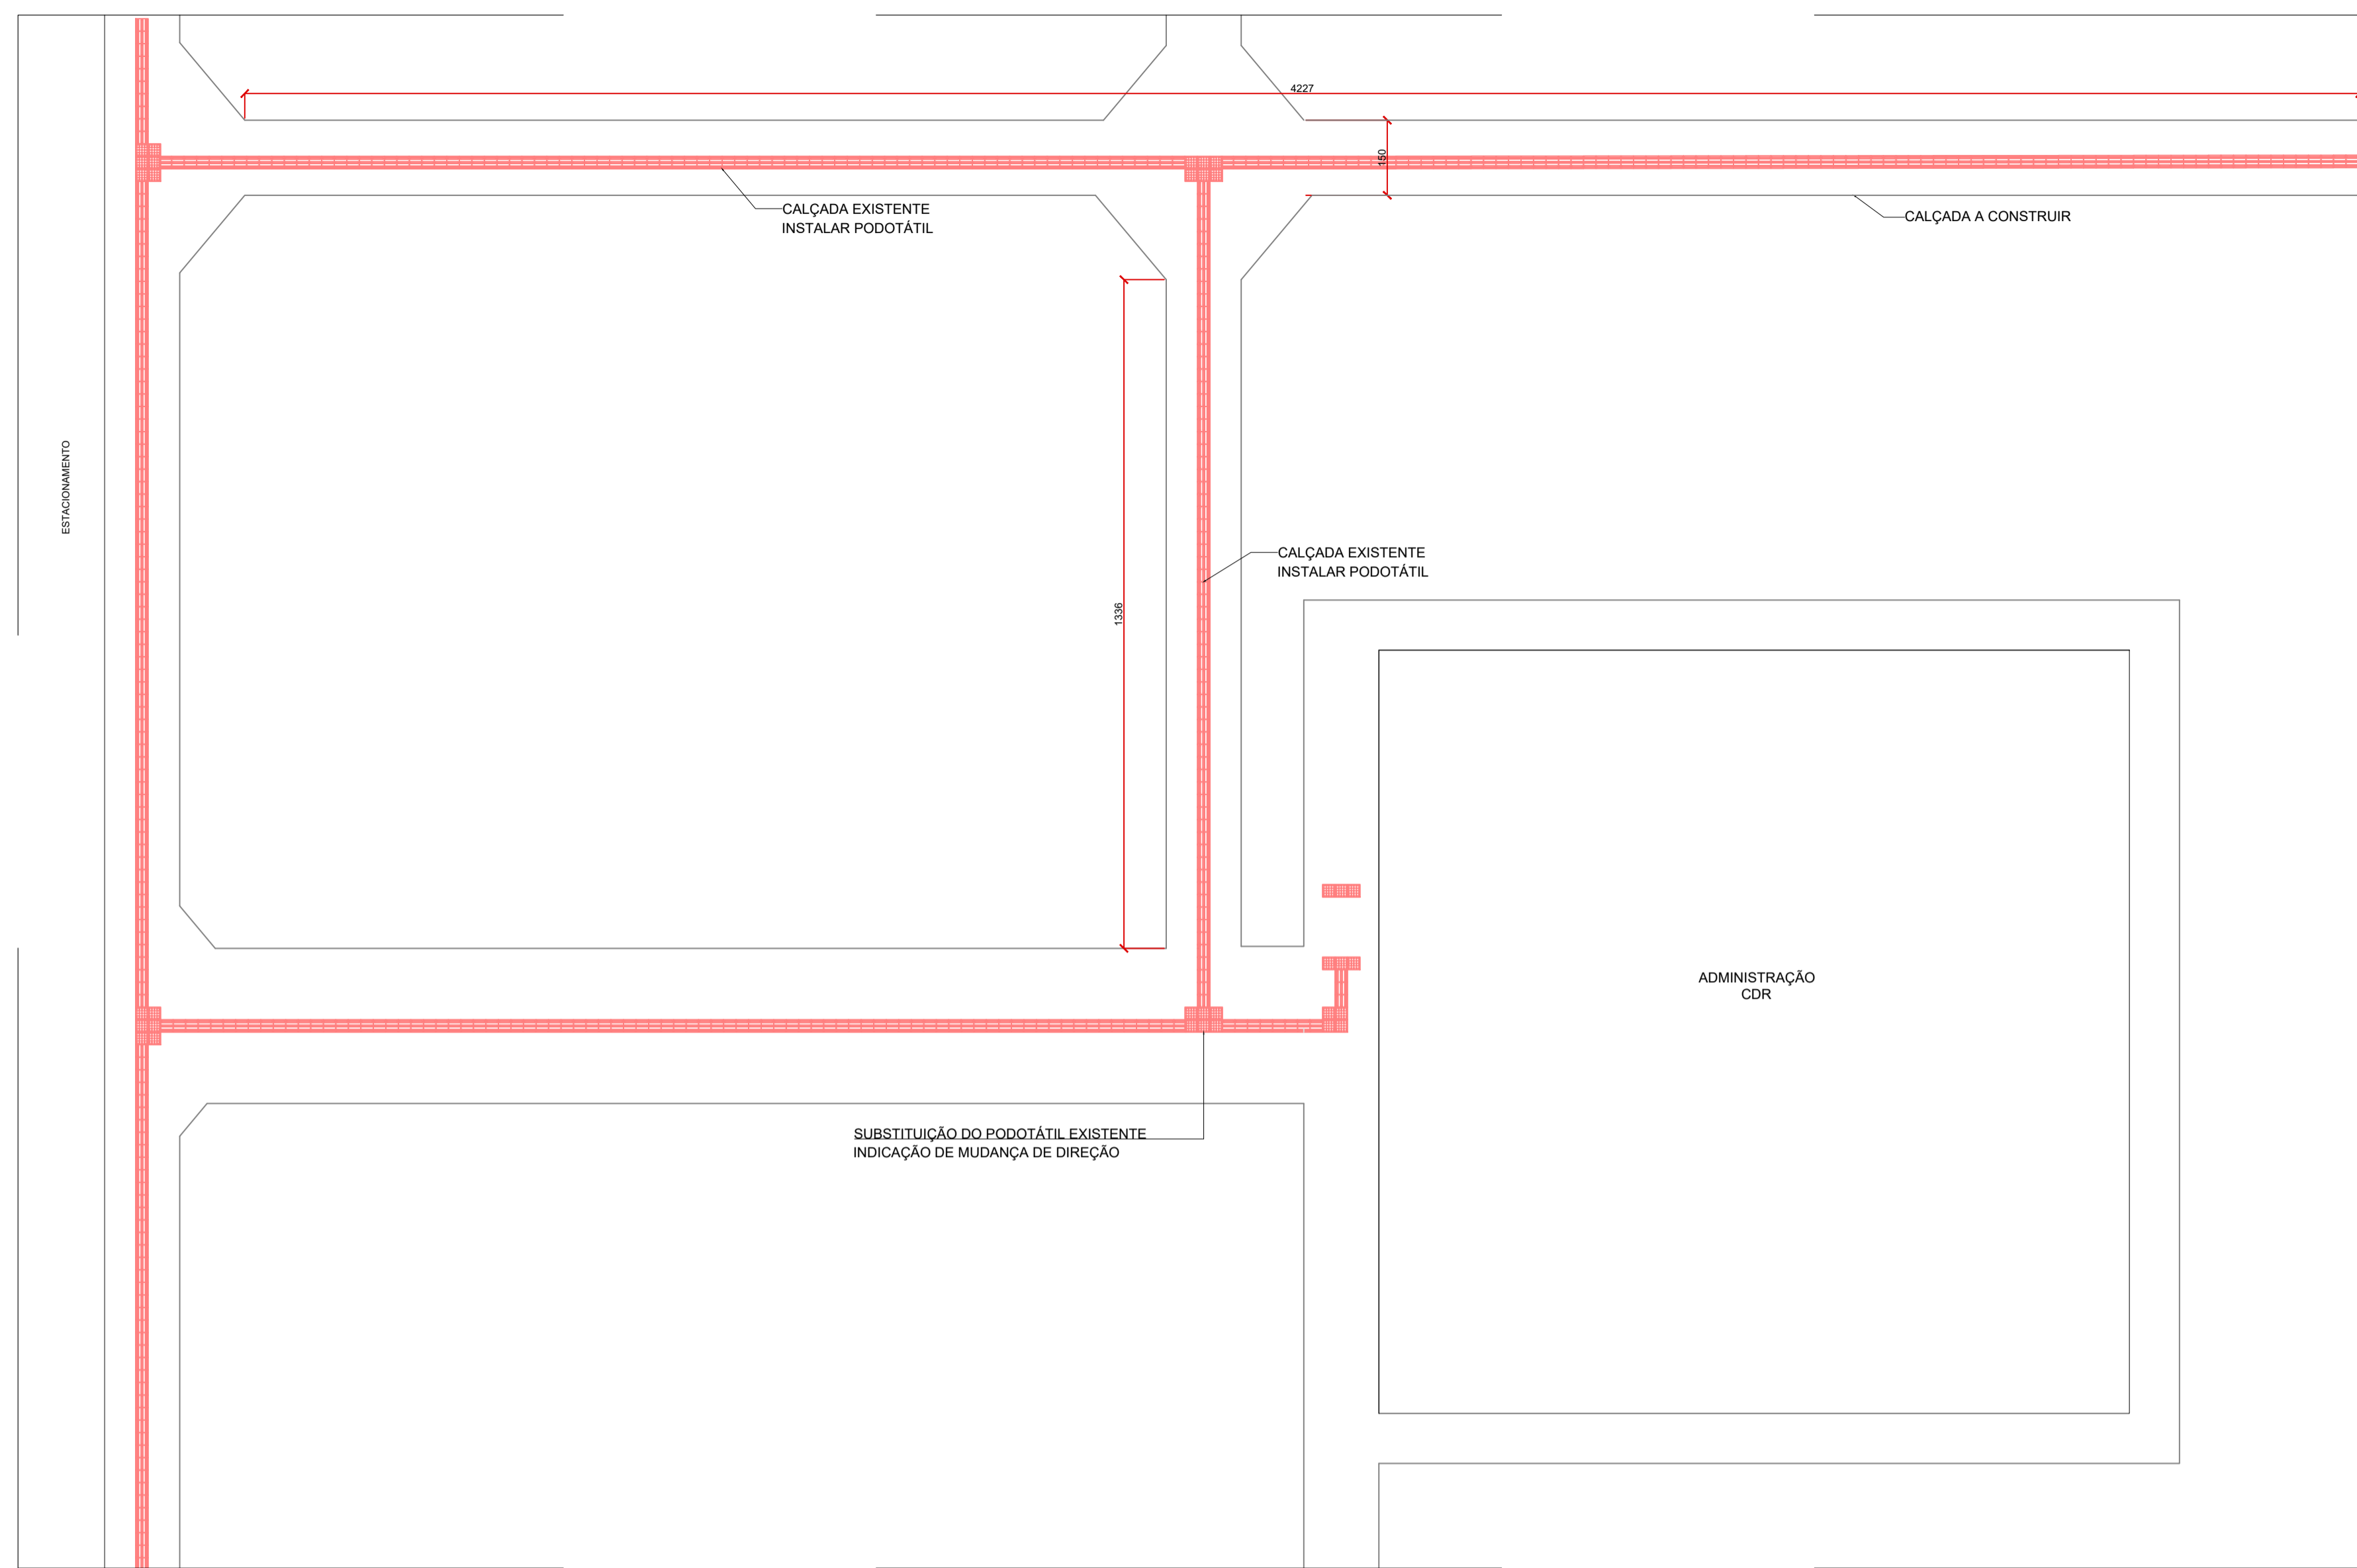 4227
150
CALÇADA EXISTENTE
INSTALAR PODOTÁTIL
CALÇADA A CONSTRUIR
ESTACIONAMENTO
CALÇADA EXISTENTE
INSTALAR PODOTÁTIL
1336
ADMINISTRAÇÃO
CDR
SUBSTITUIÇÃO DO PODOTÁTIL EXISTENTE
INDICAÇÃO DE MUDANÇA DE DIREÇÃO